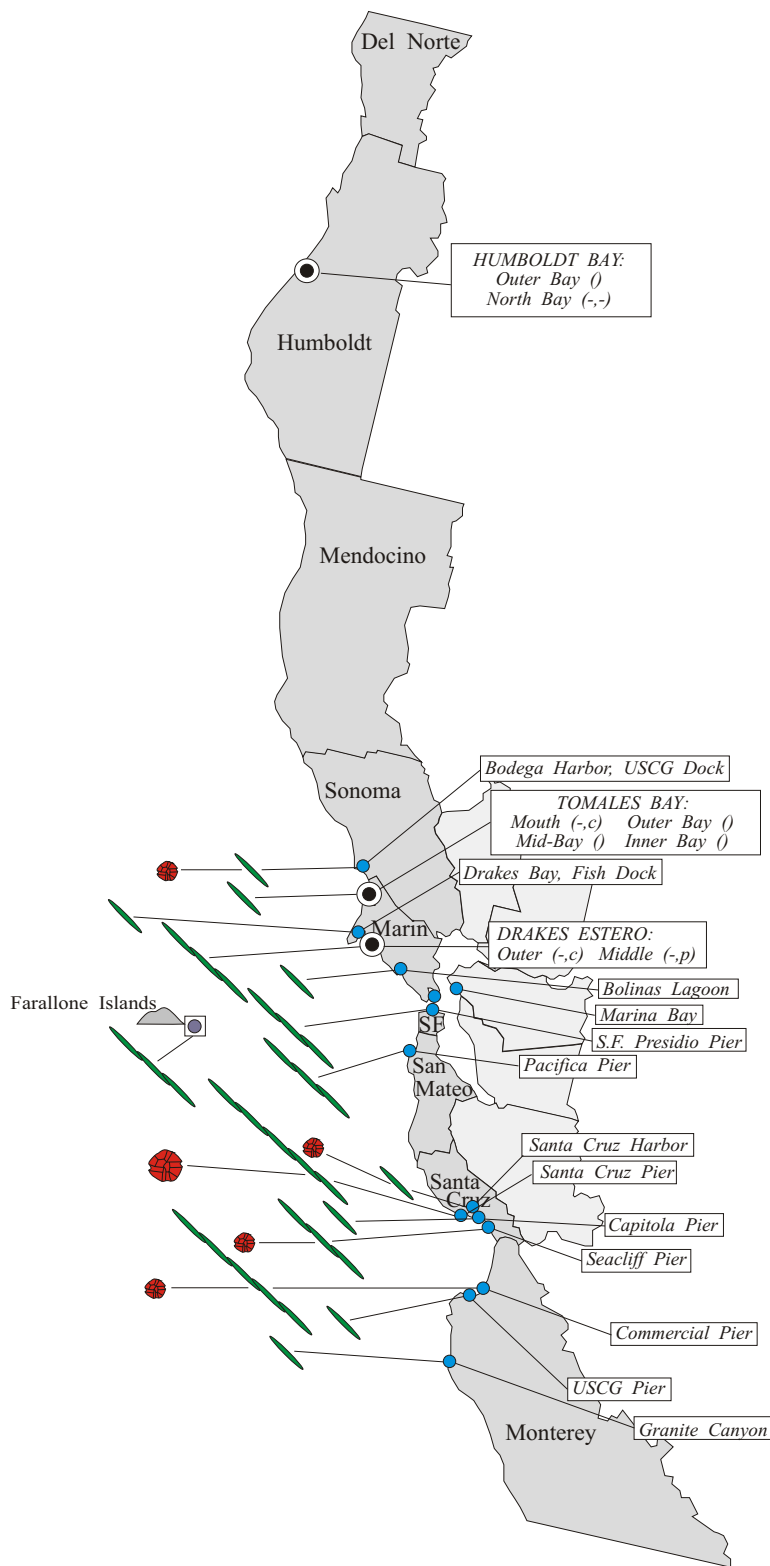 Del Norte
HUMBOLDT BAY:
Outer Bay ()
North Bay (-,-)
Humboldt
Mendocino
Bodega Harbor, USCG Dock
Sonoma
TOMALES BAY:
Mouth (-,c) Outer Bay ()
Mid-Bay () Inner Bay ()
Drakes Bay, Fish Dock
Marin
DRAKES ESTERO:
Outer (-,c) Middle (-,p)
Bolinas Lagoon
Farallone Islands
Marina Bay
SF
S.F. Presidio Pier
Pacifica Pier
San
Mateo
Santa Cruz Harbor
Santa Cruz Pier
Santa
Cruz
Capitola Pier
Seacliff Pier
Commercial Pier
USCG Pier
Granite Canyon
Monterey